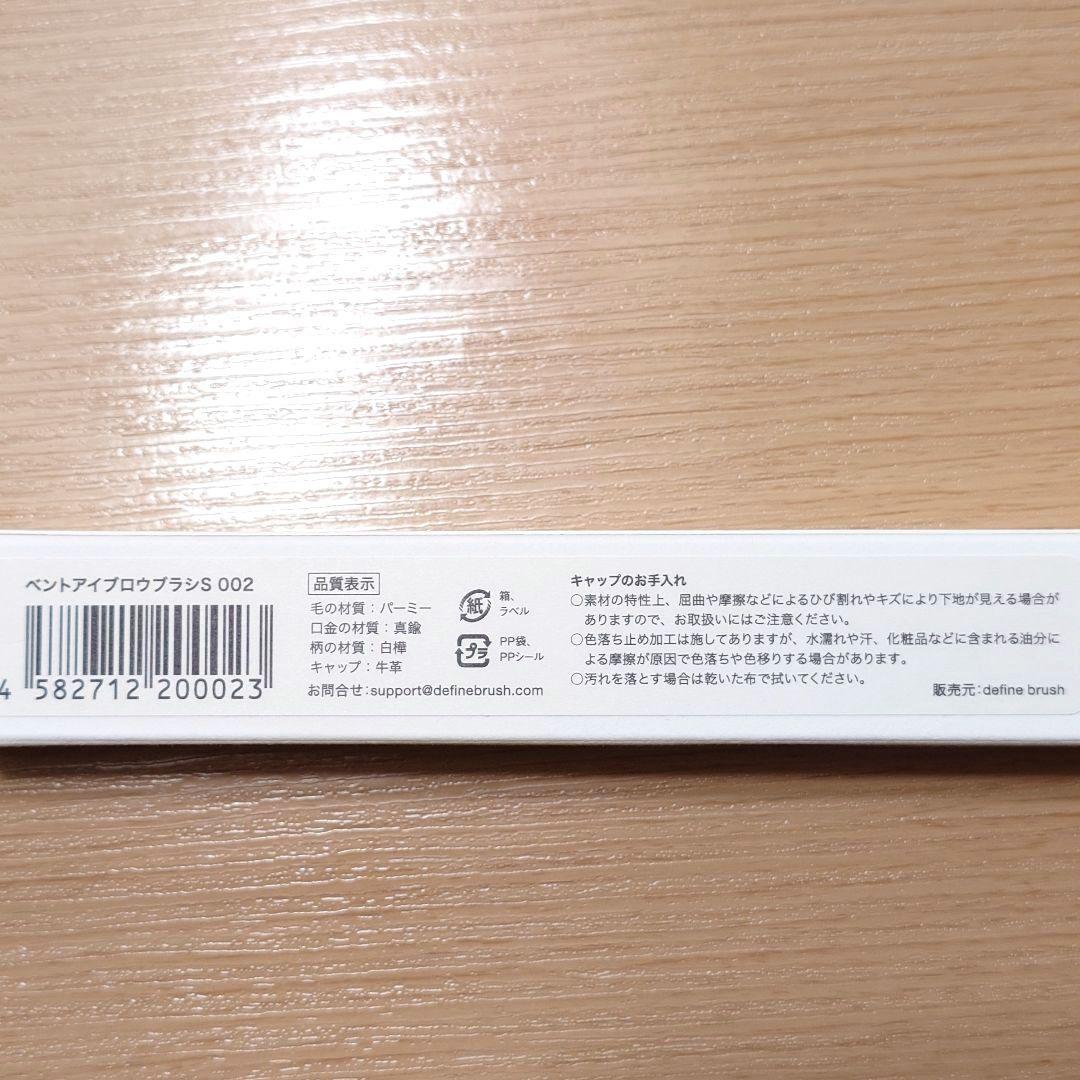 ベントアイブロウブラシS 002
4 582712 200023
品質表示
毛の材質：パーミー
口金の材質：真鍮
柄の材質：白樺
キャップ：牛革
お問合せ：support@definebrush.com
紙
箱、
ラベル
プラ
PP袋、
PPシール
キャップのお手入れ
○素材の特性上、屈曲や摩擦などによるひび割れやキズにより下地が見える場合が
ありますので、お取扱いにはご注意ください。
○色落ち止め加工は施してありますが、水濡れや汗、化粧品などに含まれる油分に
よる摩擦が原因で色落ちや色移りする場合があります。
○汚れを落とす場合は乾いた布で拭いてください。
販売元：define brush